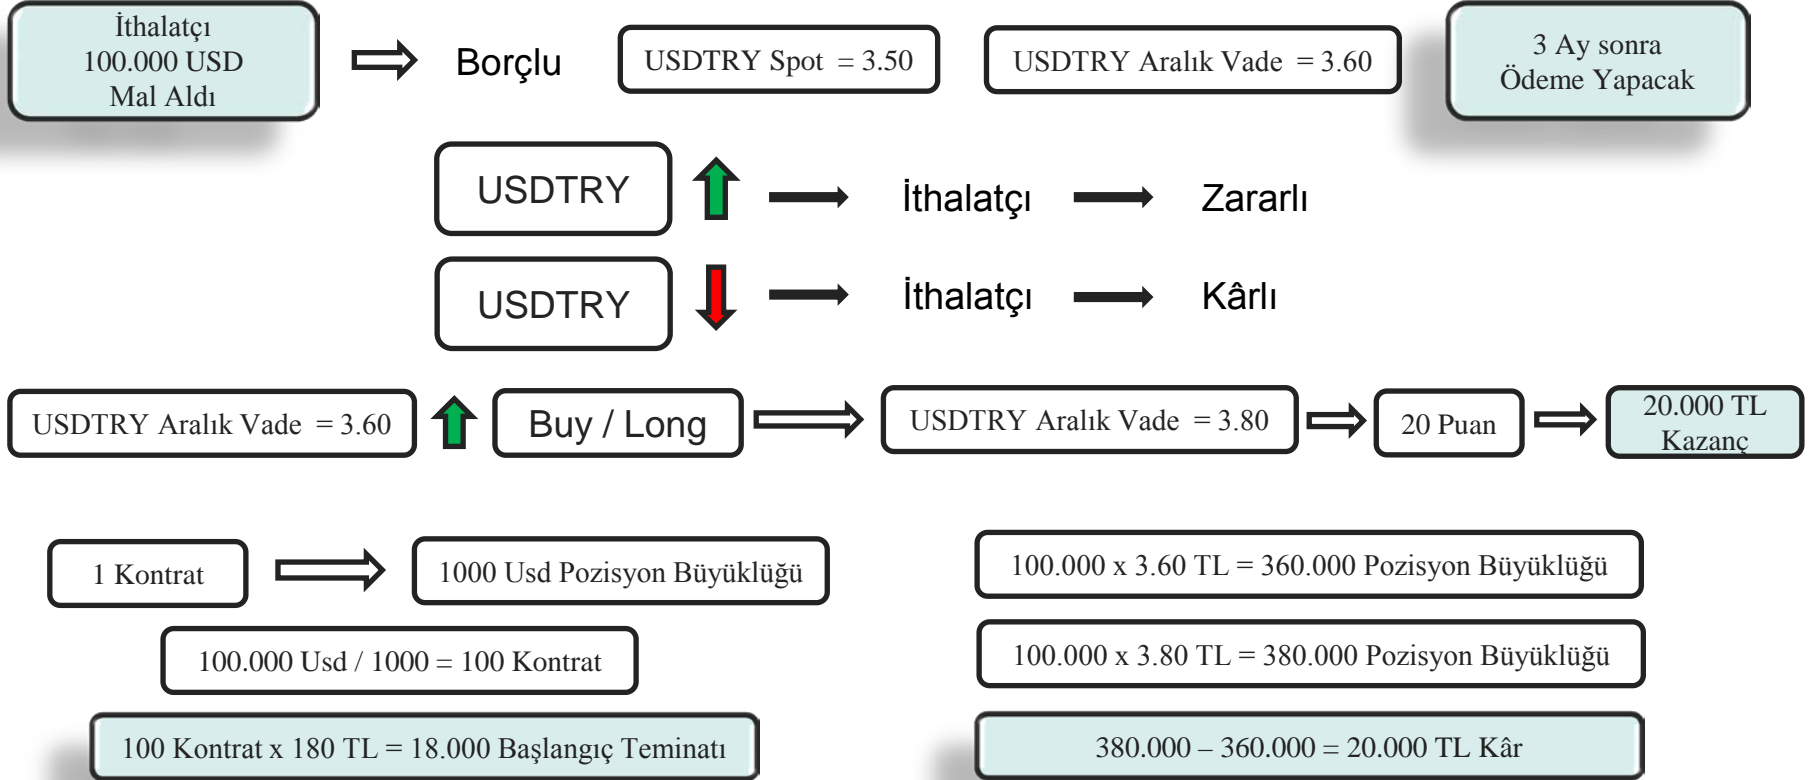 İthalatçı
100.000 USD
Mal Aldı
Borçlu
USDTRY Spot = 3.50
USDTRY Aralık Vade = 3.60
3 Ay sonra
Ödeme Yapacak
USDTRY
İthalatçı
Zararlı
USDTRY
İthalatçı
Kârlı
USDTRY Aralık Vade = 3.60
Buy / Long
USDTRY Aralık Vade = 3.80
20 Puan
20.000 TL
Kazanç
1 Kontrat
1000 Usd Pozisyon Büyüklüğü
100.000 Usd / 1000 = 100 Kontrat
100 Kontrat x 180 TL = 18.000 Başlangıç Teminatı
100.000 x 3.60 TL = 360.000 Pozisyon Büyüklüğü
100.000 x 3.80 TL = 380.000 Pozisyon Büyüklüğü
380.000 – 360.000 = 20.000 TL Kâr